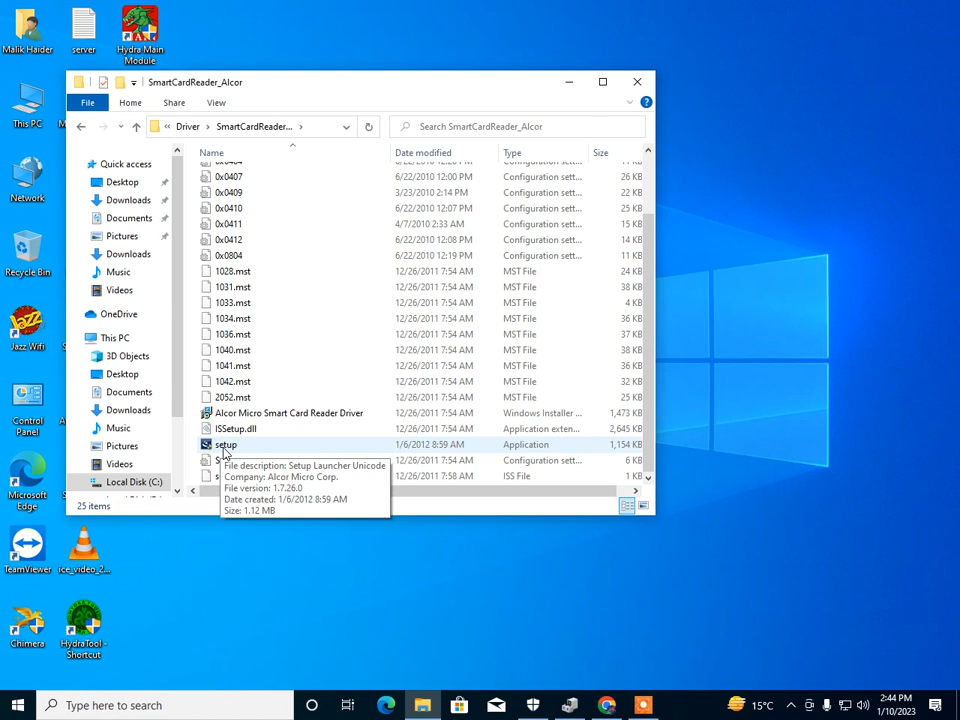 Malik Haider
server
Hydra Main
Module
SmartCardReader_Alcor
File
Home
Share
View
Driver
SmartCardReader...
Search SmartCardReader_Alcor
This PC
Network
Recycle Bin
Jazz Wifi
Control
Panel
Microsoft
Edge
TeamViewer
ice_video_2...
Chimera
HydraTool -
Shortcut
Quick access
Desktop
Downloads
Documents
Pictures
Downloads
Music
Videos
OneDrive
This PC
3D Objects
Desktop
Documents
Downloads
Music
Pictures
Videos
Local Disk (C:)
Name Date modified Type Size
0x0407 6/22/2010 12:00 PM Configuration sett... 26 KB
0x0409 3/23/2010 2:14 PM Configuration sett... 22 KB
0x0410 6/22/2010 12:07 PM Configuration sett... 25 KB
0x0411 4/7/2010 2:33 AM Configuration sett... 15 KB
0x0412 6/22/2010 12:08 PM Configuration sett... 14 KB
0x0804 6/22/2010 12:19 PM Configuration sett... 11 KB
1028.mst 12/26/2011 7:54 AM MST File 24 KB
1031.mst 12/26/2011 7:54 AM MST File 38 KB
1033.mst 12/26/2011 7:54 AM MST File 4 KB
1034.mst 12/26/2011 7:54 AM MST File 36 KB
1036.mst 12/26/2011 7:54 AM MST File 37 KB
1040.mst 12/26/2011 7:54 AM MST File 38 KB
1041.mst 12/26/2011 7:54 AM MST File 36 KB
1042.mst 12/26/2011 7:54 AM MST File 32 KB
2052.mst 12/26/2011 7:54 AM MST File 25 KB
Alcor Micro Smart Card Reader Driver 12/26/2011 7:54 AM Windows Installer ... 1,473 KB
ISSetup.dll 12/26/2011 7:54 AM Application exten... 2,645 KB
setup 1/6/2012 8:59 AM Application 1,154 KB
12/26/2011 7:54 AM Configuration sett... 6 KB
12/26/2011 7:58 AM ISS File 1 KB
File description: Setup Launcher Unicode
Company: Alcor Micro Corp.
File version: 1.7.26.0
Date created: 1/6/2012 8:59 AM
Size: 1.12 MB
25 items
Type here to search
15°C
2:44 PM
1/10/2023